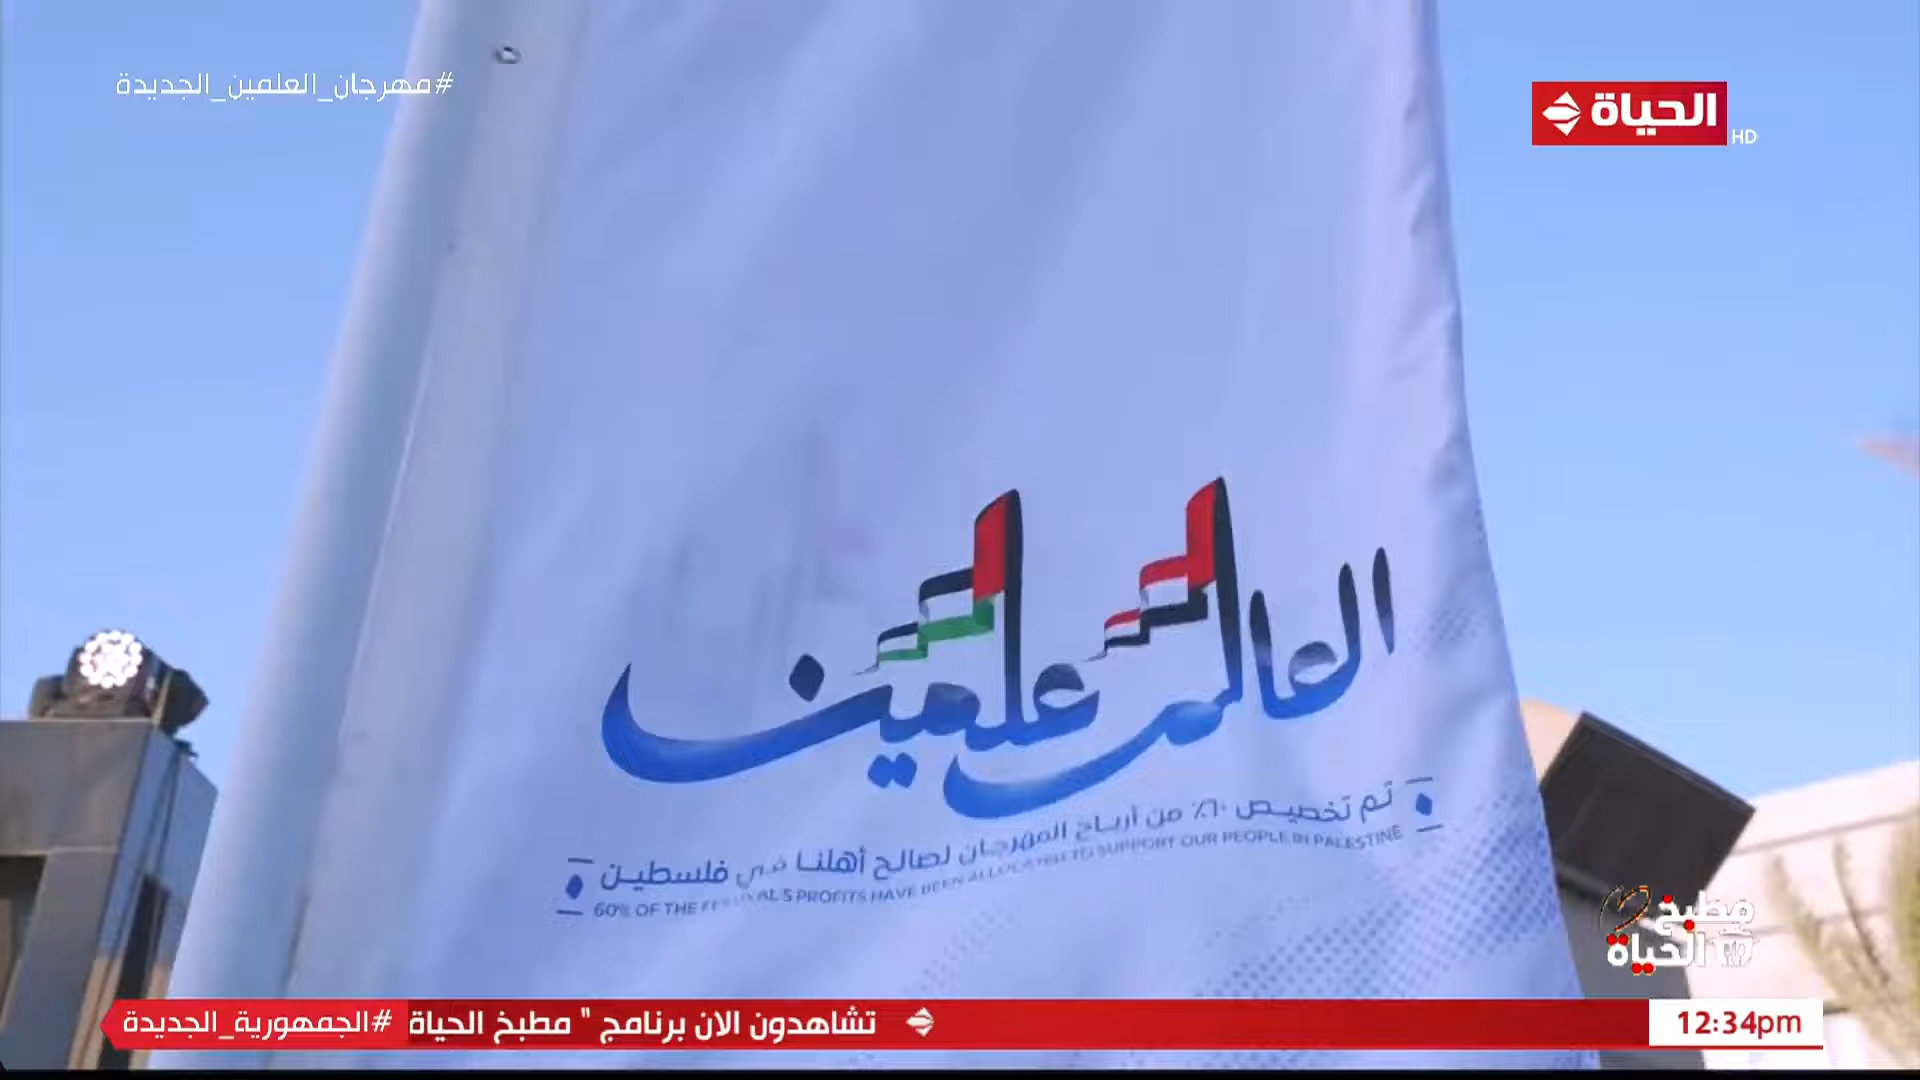 #مهرجان_العلمين_الجديدة
الحياة
HD
العالم علمين
تم تخصيص ٦٠٪ من أرباح المهرجان لصالح أهلنا في فلسطين
60% OF THE FESTIVAL'S PROFITS HAVE BEEN ALLOCATED TO SUPPORT OUR PEOPLE IN PALESTINE
مطبخ
الحياة
تشاهدون الان برنامج " مطبخ الحياة
#الجمهورية_الجديدة
12:34pm